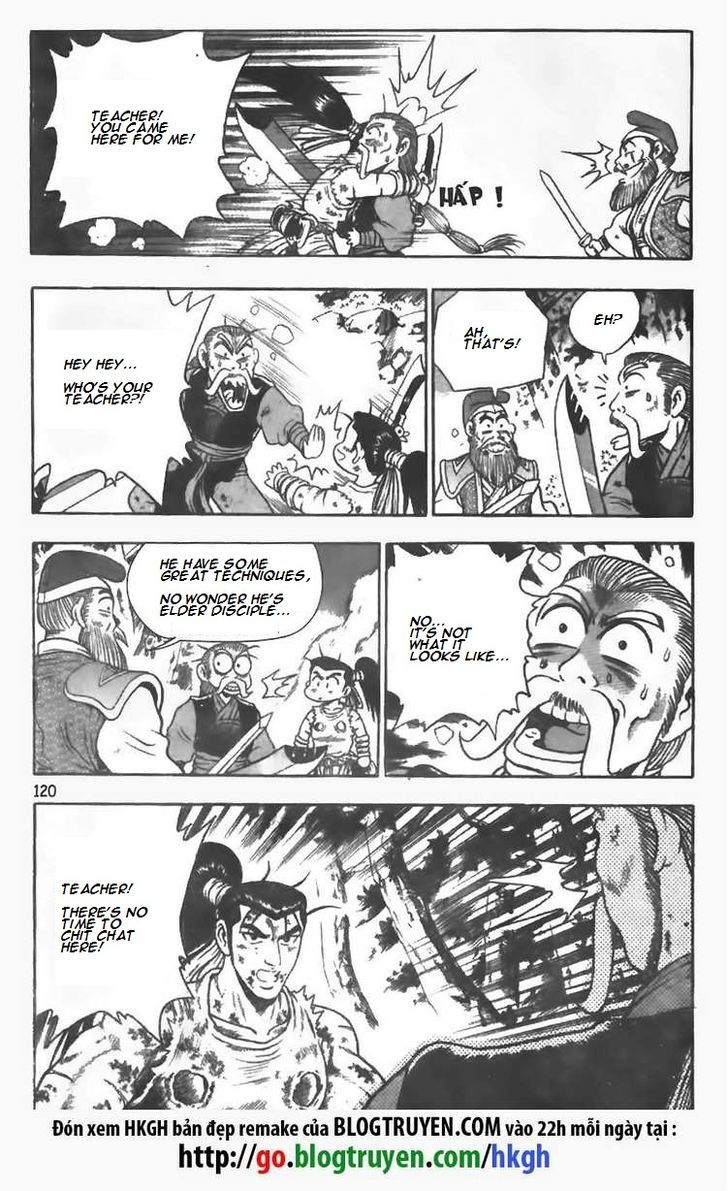 TEACHER!
YOU CAME
HERE FOR ME!
HẤP !
HEY HEY...
WHO'S YOUR
TEACHER?!
AH,
THAT'S!
EH?
HE HAVE SOME
GREAT TECHNIQUES,
NO WONDER HE'S
ELDER DISCIPLE...
NO...
IT'S NOT
WHAT IT
LOOKS LIKE...
120
TEACHER!
THERE'S NO
TIME TO
CHIT CHAT
HERE!
Đón xem HKGH bản đẹp remake của BLOGTRUYEN.COM vào 22h mỗi ngày tại :
http://go.blogtruyen.com/hkgh